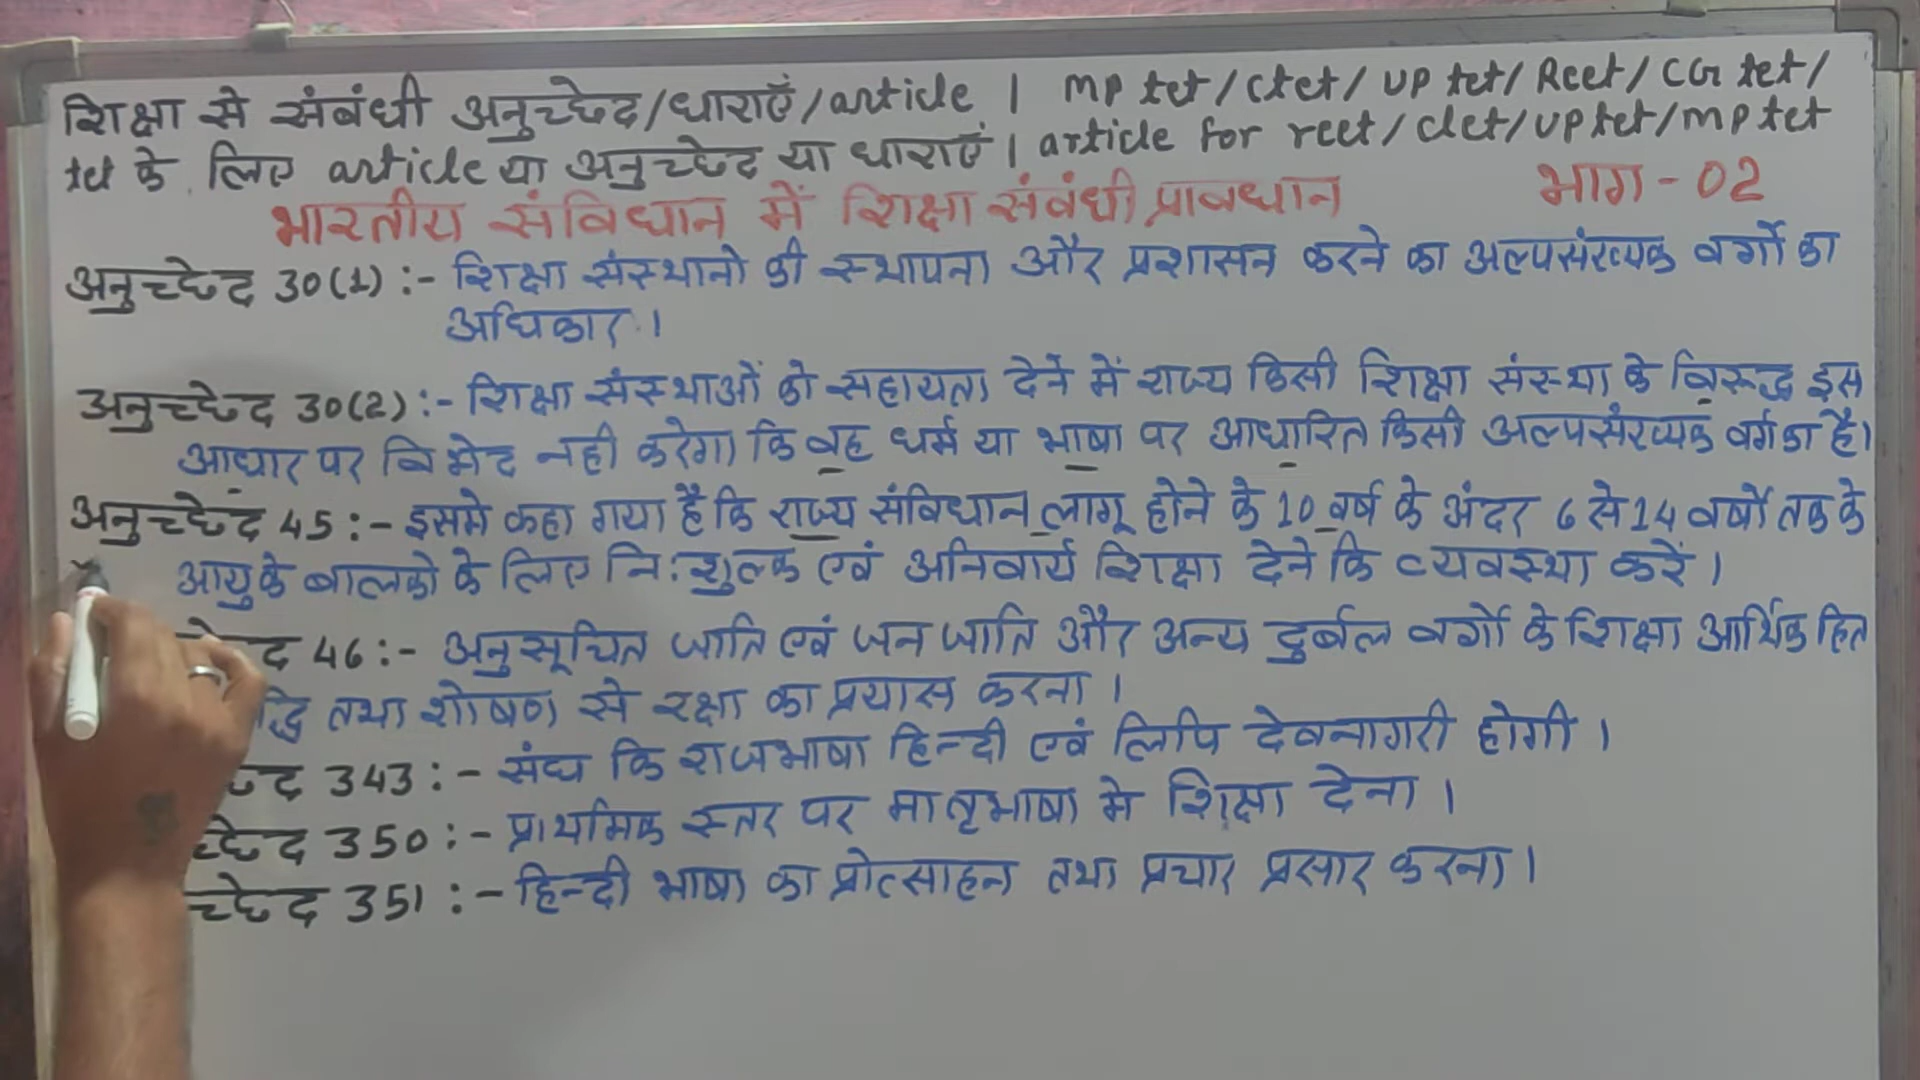 शिक्षा से संबंधी अनुच्छेद/धाराएँ/article | MP tet/Ctet/UP tet/Reet/CG tet/
tet के लिए article या अनुच्छेद या धाराएँ | article for reet/ctet/UPtet/MPtet
भारतीय संविधान में शिक्षा संबंधी प्रावधान भाग-02
अनुच्छेद 30(1) :- शिक्षा संस्थानो की स्थापना और प्रशासन करने का अल्पसंख्यक वर्गों का
अधिकार।
अनुच्छेद 30(2) :- शिक्षा संस्थाओं को सहायता देने में राज्य किसी शिक्षा संस्था के विरूद्ध इस
आधार पर विभेद नही करेगा कि वह धर्म या भाषा पर आधारित किसी अल्पसंख्यक वर्ग का है।
अनुच्छेद 45 :- इसमे कहा गया है कि राज्य संविधान लागू होने के 10 वर्ष के अंदर 6 से 14 वर्षों तक के
आयु के बालको के लिए नि:शुल्क एवं अनिवार्य शिक्षा देने कि व्यवस्था करें।
च्छेद 46 :- अनुसूचित जाति एवं जन जाति और अन्य दुर्बल वर्गों के शिक्षा आर्थिक हित
द्धि तथा शोषण से रक्षा का प्रयास करना।
च्छेद 343 :- संघ कि राजभाषा हिन्दी एवं लिपि देवनागरी होगी।
च्छेद 350 :- प्राथमिक स्तर पर मातृभाषा मे शिक्षा देना।
च्छेद 351 :- हिन्दी भाषा का प्रोत्साहन तथा प्रचार प्रसार करना।